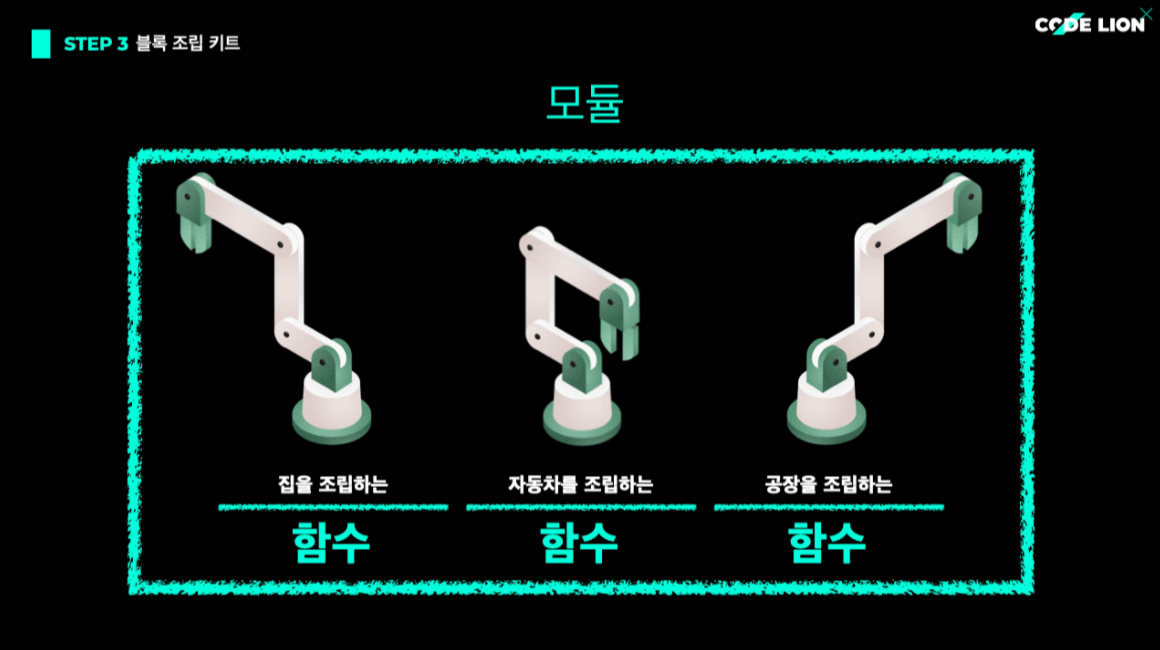 STEP 3 블록 조립 키트
CODE LION
모듈
집을 조립하는
자동차를 조립하는
공장을 조립하는
함수
함수
함수